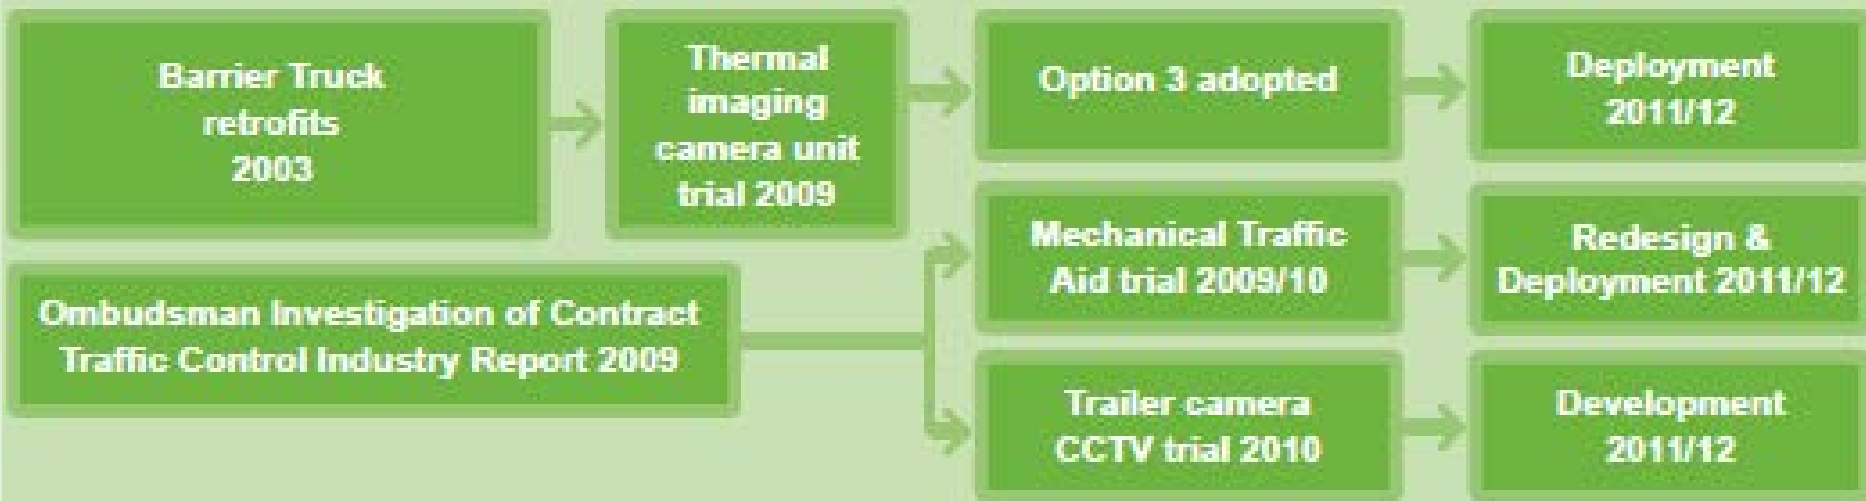 Barrier Truck
retrofits
2003
Thermal
imaging
camera unit
trial 2009
Option 3 adopted
Deployment
2011/12
Ombudsman Investigation of Contract
Traffic Control Industry Report 2009
Mechanical Traffic
Aid trial 2009/10
Redesign &
Deployment 2011/12
Trailer camera
CCTV trial 2010
Development
2011/12